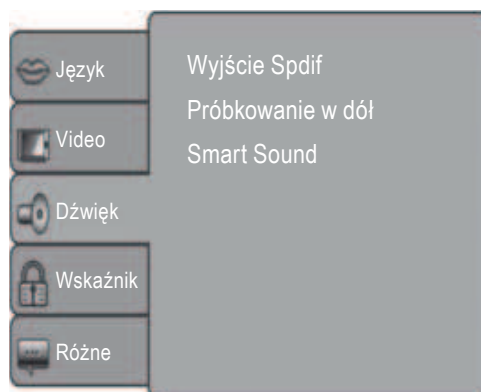 Język
Video
Dźwięk
Wskaźnik
Różne
Wyjście Spdif
Próbkowanie w dół
Smart Sound